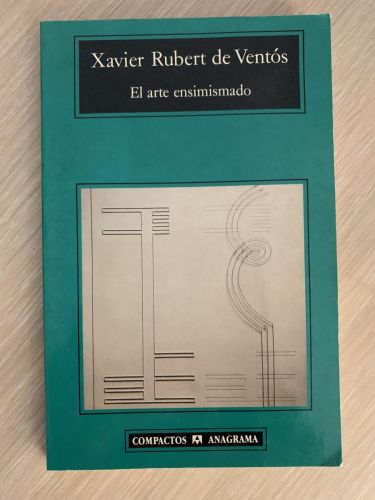 Xavier Rubert de Ventós
El arte ensimismado
COMPACTOS ANAGRAMA